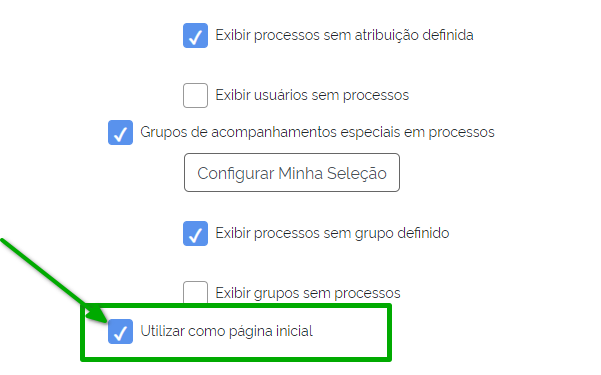 Exibir processos sem atribuição definida
Exibir usuários sem processos
Grupos de acompanhamentos especiais em processos
Configurar Minha Seleção
Exibir processos sem grupo definido
Exibir grupos sem processos
Utilizar como página inicial